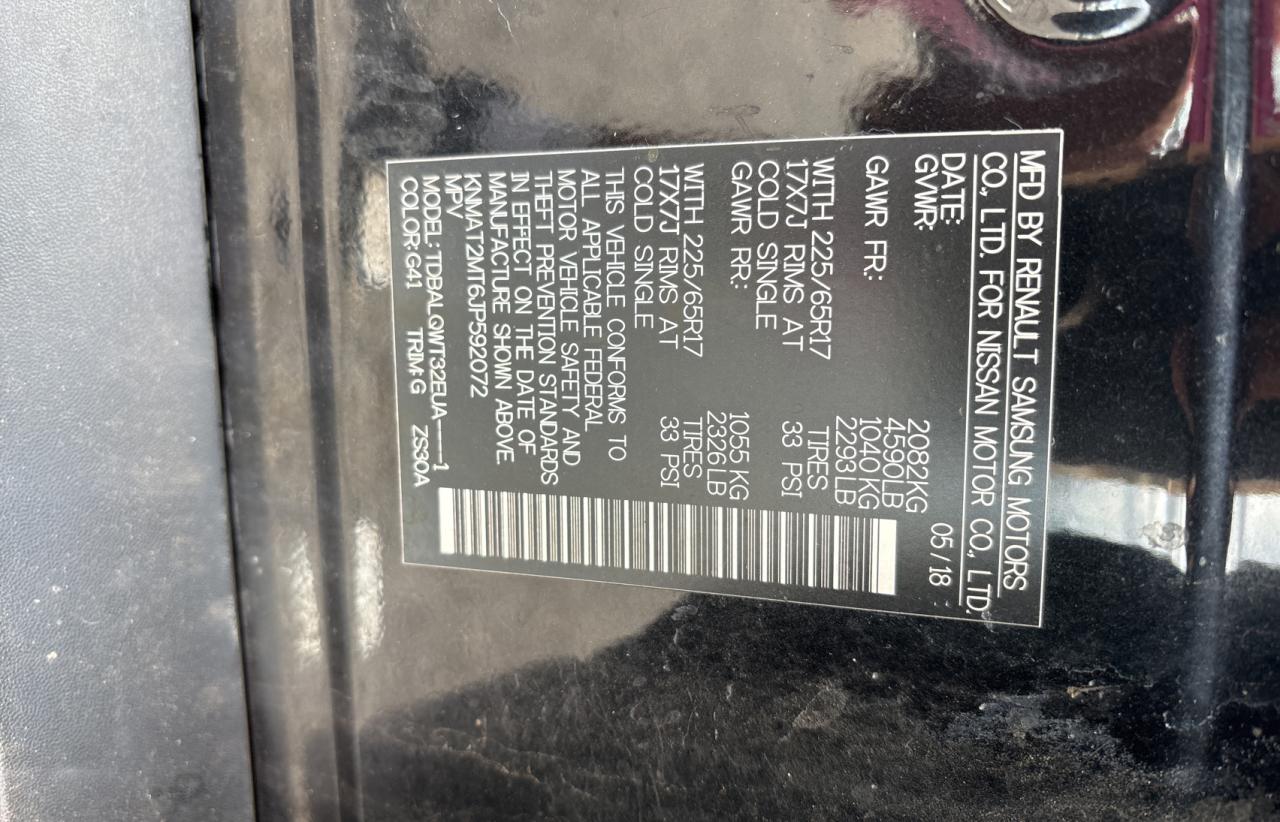 MFD BY RENAULT SAMSUNG MOTORS
CO., LTD. FOR NISSAN MOTOR CO., LTD.
DATE: 05/18
GVWR: 2082KG
4590LB
GAWR FR: 1040KG
2293LB
WITH 225/65R17 TIRES
17X7J RIMS AT 33 PSI
COLD SINGLE
GAWR RR: 1055KG
2326LB
WITH 225/65R17 TIRES
17X7J RIMS AT 33 PSI
COLD SINGLE
THIS VEHICLE CONFORMS TO
ALL APPLICABLE FEDERAL
MOTOR VEHICLE SAFETY AND
THEFT PREVENTION STANDARDS
IN EFFECT ON THE DATE OF
MANUFACTURE SHOWN ABOVE.
KNMAT2MT6JP592072
MPV
MODEL: TDBALQWT32EUA----1
COLOR:G41 TRIM:G ZS30A